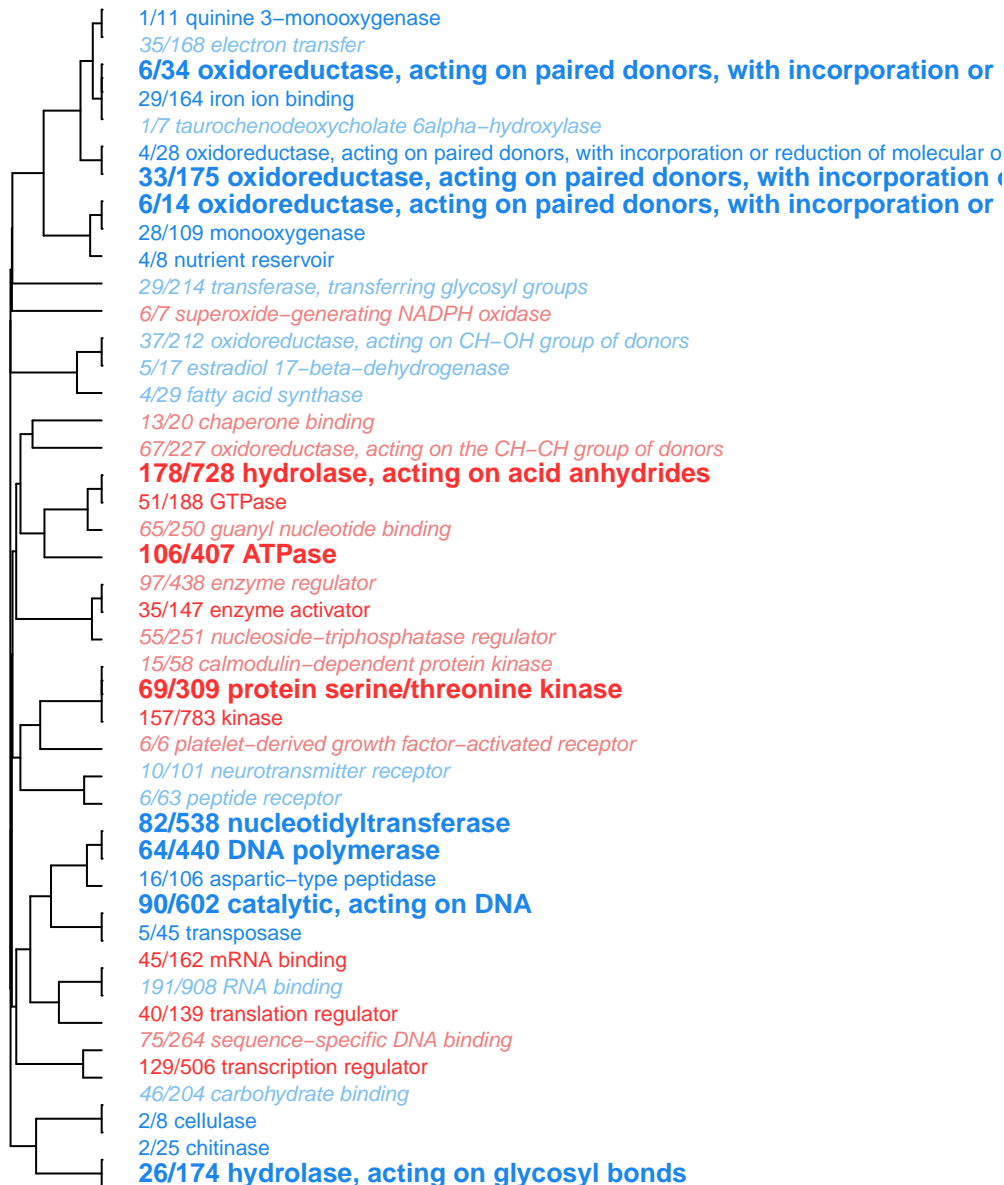 1/11 quinine 3−monooxygenase
35/168 electron transfer
6/34 oxidoreductase, acting on paired donors, with incorporation or
29/164 iron ion binding
1/7 taurochenodeoxycholate 6alpha−hydroxylase
4/28 oxidoreductase, acting on paired donors, with incorporation or reduction of molecular o
33/175 oxidoreductase, acting on paired donors, with incorporation o
6/14 oxidoreductase, acting on paired donors, with incorporation or
28/109 monooxygenase
4/8 nutrient reservoir
29/214 transferase, transferring glycosyl groups
6/7 superoxide−generating NADPH oxidase
37/212 oxidoreductase, acting on CH−OH group of donors
5/17 estradiol 17−beta−dehydrogenase
4/29 fatty acid synthase
13/20 chaperone binding
67/227 oxidoreductase, acting on the CH−CH group of donors
178/728 hydrolase, acting on acid anhydrides
51/188 GTPase
65/250 guanyl nucleotide binding
106/407 ATPase
97/438 enzyme regulator
35/147 enzyme activator
55/251 nucleoside−triphosphatase regulator
15/58 calmodulin−dependent protein kinase
69/309 protein serine/threonine kinase
157/783 kinase
6/6 platelet−derived growth factor−activated receptor
10/101 neurotransmitter receptor
6/63 peptide receptor
82/538 nucleotidyltransferase
64/440 DNA polymerase
16/106 aspartic−type peptidase
90/602 catalytic, acting on DNA
5/45 transposase
45/162 mRNA binding
191/908 RNA binding
40/139 translation regulator
75/264 sequence−specific DNA binding
129/506 transcription regulator
46/204 carbohydrate binding
2/8 cellulase
2/25 chitinase
26/174 hydrolase, acting on glycosyl bonds